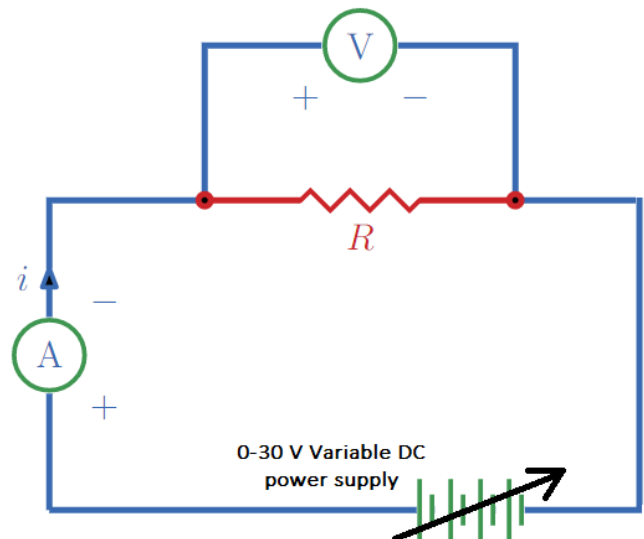 V
+ −
R
i
−
A
+
0-30 V Variable DC
power supply